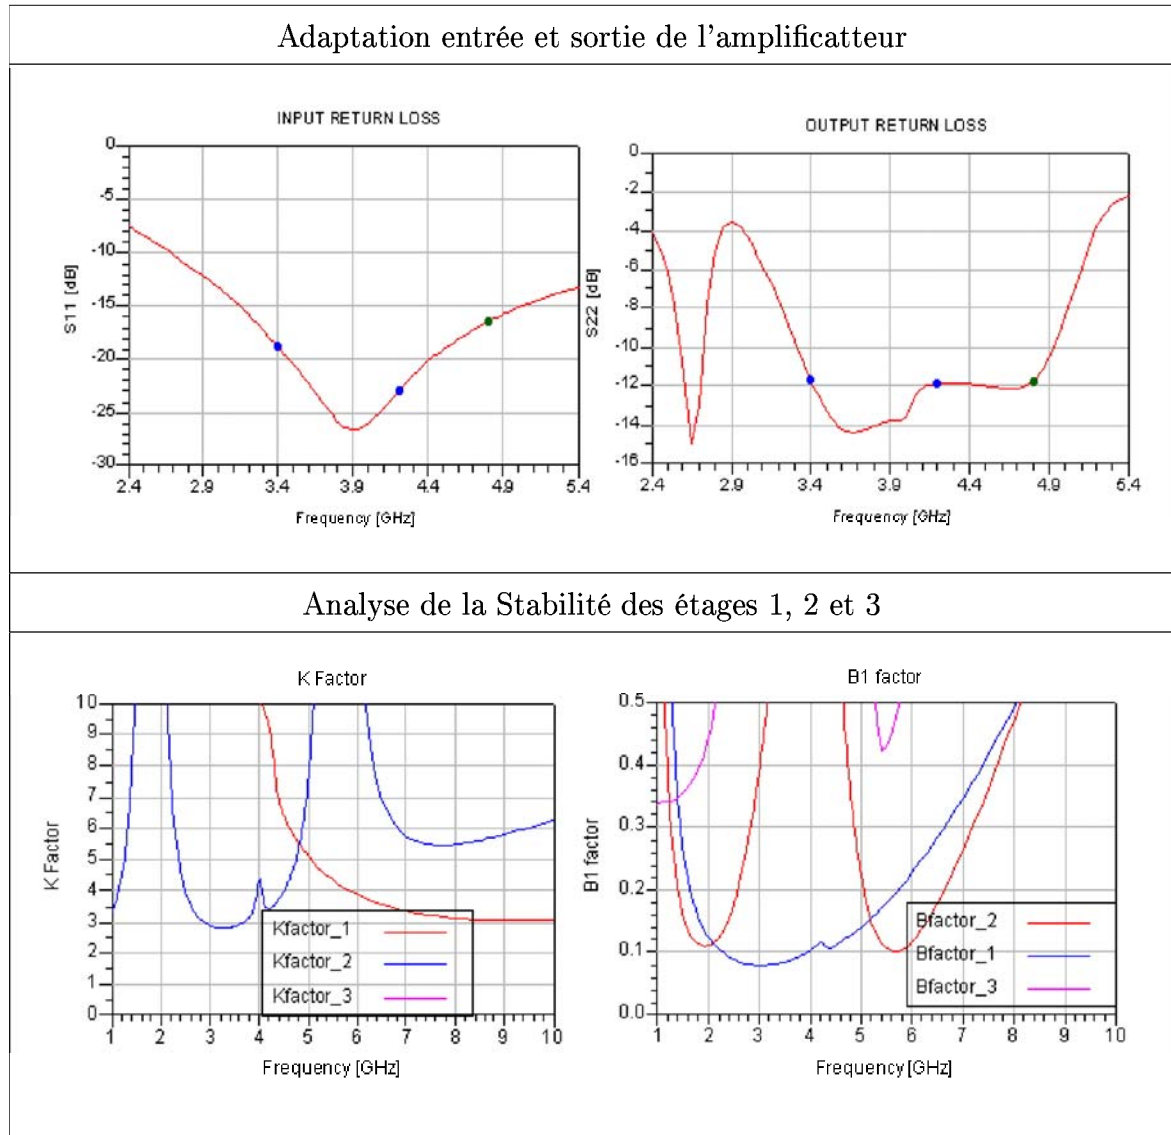 Adaptation entrée et sortie de l'amplificatteur
INPUT RETURN LOSS
0
-5
-10
-15
-20
-25
-30
S11 [dB]
2.4 2.9 3.4 3.9 4.4 4.9 5.4
Frequency [GHz]
OUTPUT RETURN LOSS
0
-2
-4
-6
-8
-10
-12
-14
-16
S22 [dB]
2.4 2.9 3.4 3.9 4.4 4.9 5.4
Frequency [GHz]
Analyse de la Stabilité des étages 1, 2 et 3
K Factor
10
9
8
7
6
5
4
3
2
1
0
K Factor
Kfactor_1
Kfactor_2
Kfactor_3
1 2 3 4 5 6 7 8 9 10
Frequency [GHz]
B1 factor
0.5
0.4
0.3
0.2
0.1
0.0
B1 factor
Bfactor_2
Bfactor_1
Bfactor_3
1 2 3 4 5 6 7 8 9 10
Frequency [GHz]